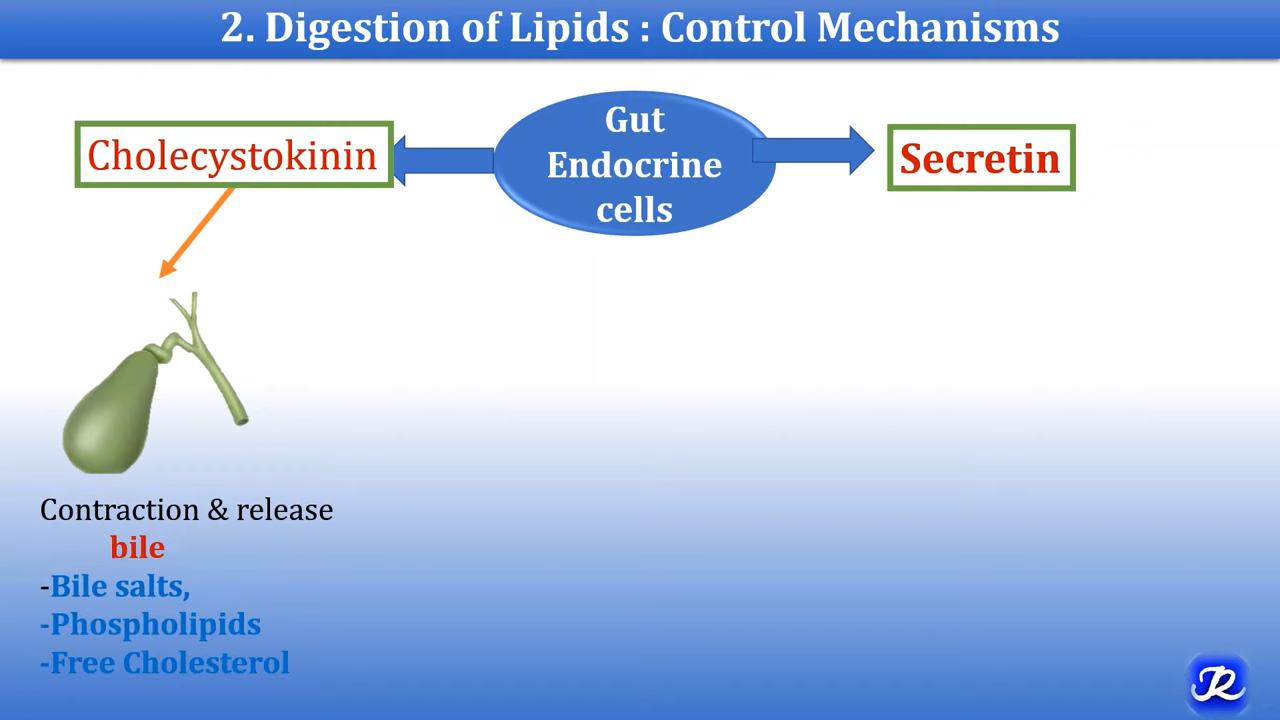 2. Digestion of Lipids : Control Mechanisms
Cholecystokinin
Gut
Endocrine
cells
Secretin
Contraction & release
bile
-Bile salts,
-Phospholipids
-Free Cholesterol
JR